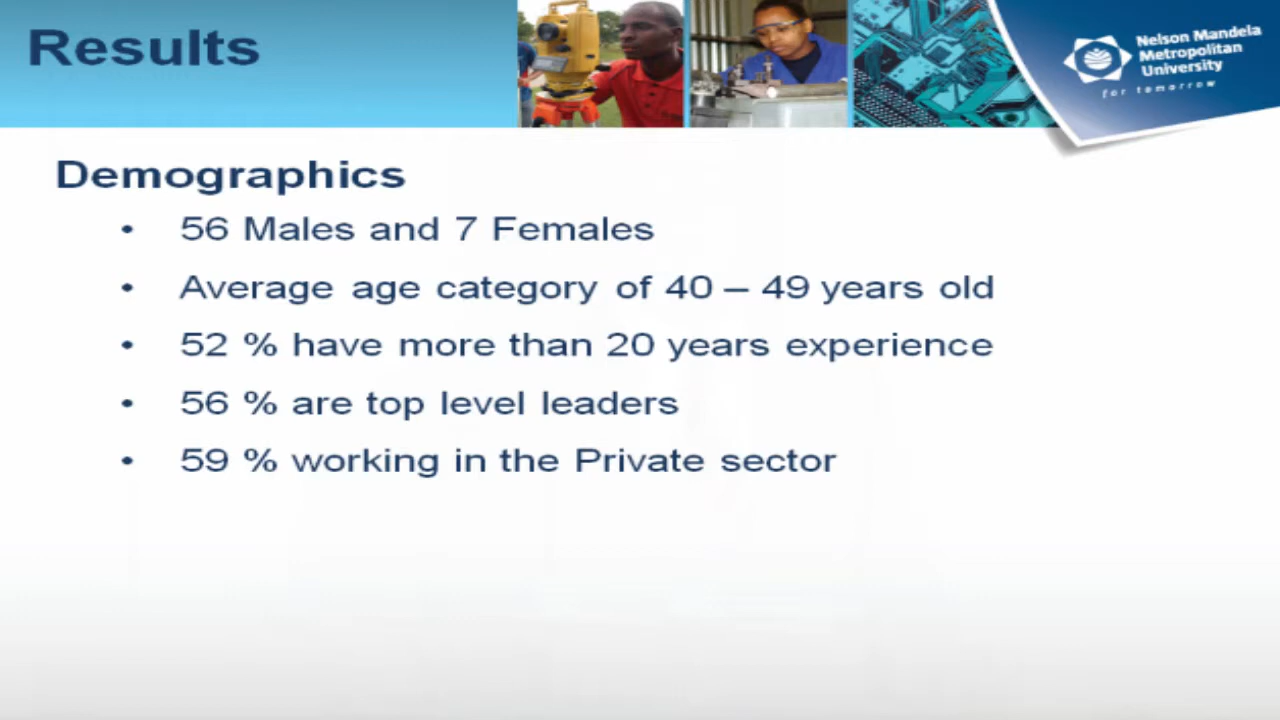 Results
Nelson Mandela
Metropolitan
University
for tomorrow
Demographics
• 56 Males and 7 Females
• Average age category of 40 – 49 years old
• 52 % have more than 20 years experience
• 56 % are top level leaders
• 59 % working in the Private sector